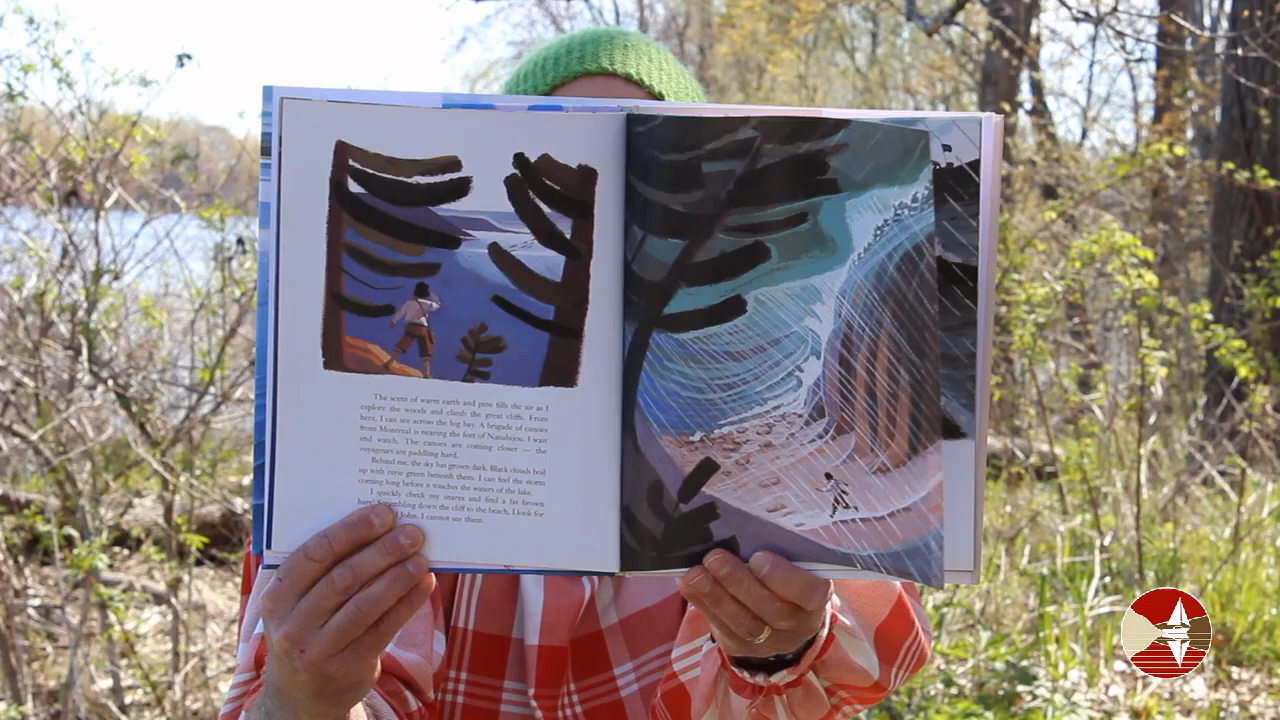 The scent of warm earth and pine fills the air as I
explore the woods and climb the great cliffs. From
here, I can see across the big bay. A brigade of canoes
from Montreal is nearing the feet of Nanabijou. I wait
and watch. The canoes are coming closer — the
voyageurs are paddling hard.
Behind me, the sky has grown dark. Black clouds boil
up with eerie green beneath them. I can feel the storm
coming long before it touches the waters of the lake.
I quickly check my snares and find a fat brown
hare! Scrambling down the cliff to the beach, I look for
John. I cannot see them.